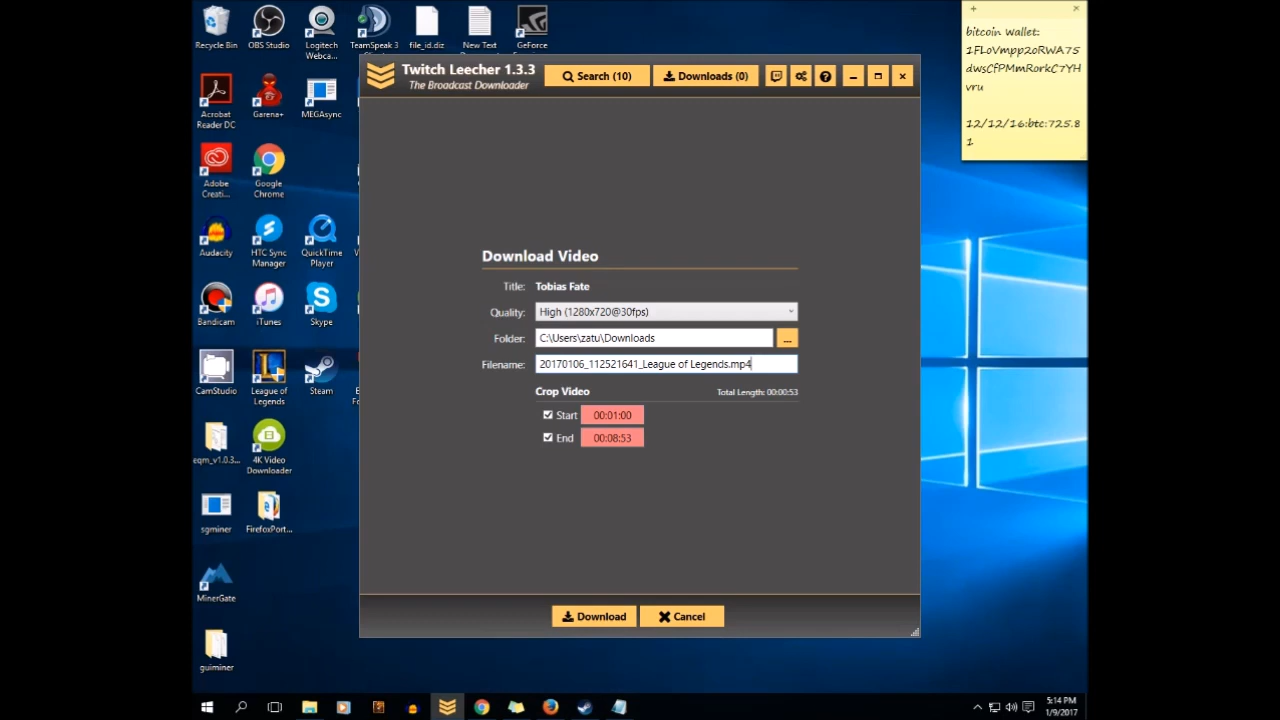 Recycle Bin
OBS Studio
Logitech
Webca...
TeamSpeak 3
file_id.diz
New Text
GeForce
Acrobat
Reader DC
Garena+
MEGAsync
Adobe
Creati...
Google
Chrome
Audacity
HTC Sync
Manager
QuickTime
Player
Bandicam
iTunes
Skype
CamStudio
League of
Legends
Steam
eqm_v1.0.3...
4K Video
Downloader
sgminer
FirefoxPort...
MinerGate
guiminer
Twitch Leecher 1.3.3
The Broadcast Downloader
Search (10)
Downloads (0)
Download Video
Title: Tobias Fate
Quality: High (1280x720@30fps)
Folder: C:\Users\zatu\Downloads ...
Filename: 20170106_112521641_League of Legends.mp4
Crop Video Total Length: 00:00:53
Start 00:01:00
End 00:08:53
Download
Cancel
bitcoin Wallet:
1FLoVmpp2oRWA75
dwsCfPMmRorkC7YH
vru
12/12/16:btc:725.8
1
5:14 PM
1/9/2017